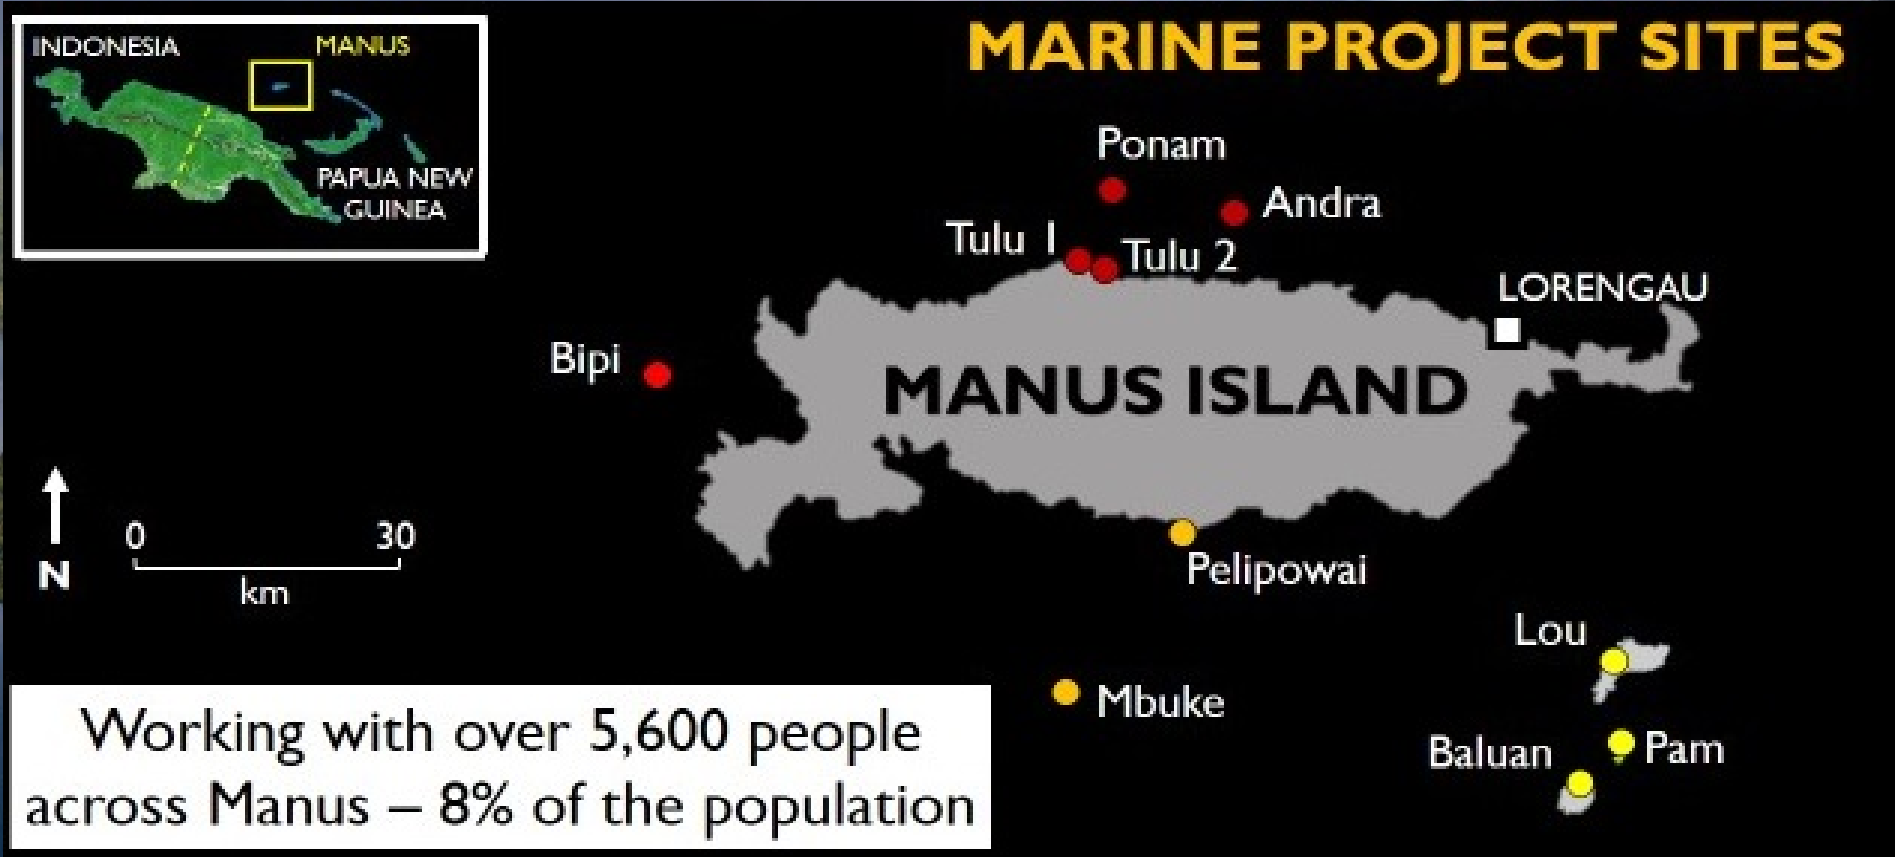 INDONESIA
MANUS
PAPUA NEW
GUINEA
MARINE PROJECT SITES
Ponam
Andra
Tulu 1
Tulu 2
LORENGAU
Bipi
MANUS ISLAND
N
0
30
km
Pelipowai
Lou
Mbuke
Baluan
Pam
Working with over 5,600 people
across Manus – 8% of the population